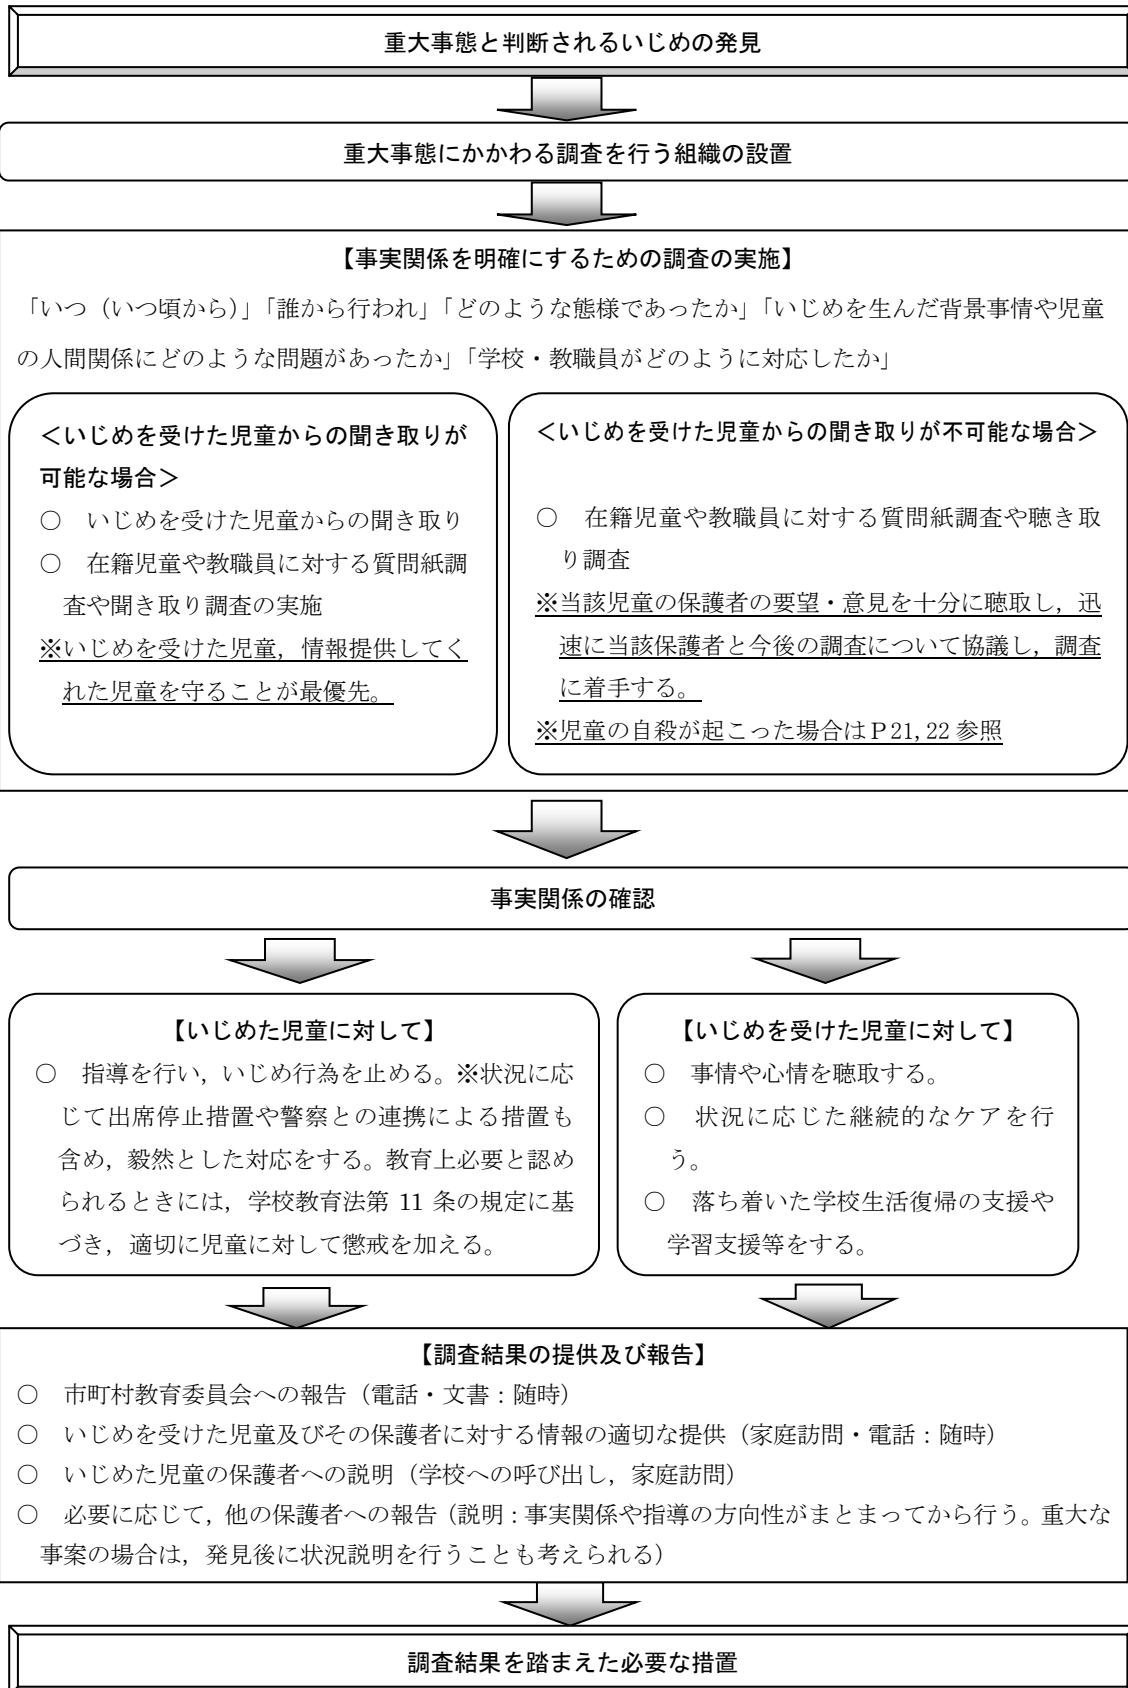 重大事態と判断されるいじめの発見
重大事態にかかわる調査を行う組織の設置
【事実関係を明確にするための調査の実施】
「いつ（いつ頃から）」「誰から行われ」「どのような態様であったか」「いじめを生んだ背景事情や児童
の人間関係にどのような問題があったか」「学校・教職員がどのように対応したか」
＜いじめを受けた児童からの聞き取りが
可能な場合＞
○　いじめを受けた児童からの聞き取り
○　在籍児童や教職員に対する質問紙調
査や聞き取り調査の実施
※いじめを受けた児童，情報提供してく
れた児童を守ることが最優先。
＜いじめを受けた児童からの聞き取りが不可能な場合＞
○　在籍児童や教職員に対する質問紙調査や聴き取
り調査
※当該児童の保護者の要望・意見を十分に聴取し，迅
速に当該保護者と今後の調査について協議し，調査
に着手する。
※児童の自殺が起こった場合はＰ21,22 参照
事実関係の確認
【いじめた児童に対して】
○　指導を行い，いじめ行為を止める。※状況に応
じて出席停止措置や警察との連携による措置も
含め，毅然とした対応をする。教育上必要と認め
られるときには，学校教育法第 11 条の規定に基
づき，適切に児童に対して懲戒を加える。
【いじめを受けた児童に対して】
○　事情や心情を聴取する。
○　状況に応じた継続的なケアを行
う。
○　落ち着いた学校生活復帰の支援や
学習支援等をする。
【調査結果の提供及び報告】
○　市町村教育委員会への報告（電話・文書：随時）
○　いじめを受けた児童及びその保護者に対する情報の適切な提供（家庭訪問・電話：随時）
○　いじめた児童の保護者への説明（学校への呼び出し，家庭訪問）
○　必要に応じて，他の保護者への報告（説明：事実関係や指導の方向性がまとまってから行う。重大な
事案の場合は，発見後に状況説明を行うことも考えられる）
調査結果を踏まえた必要な措置